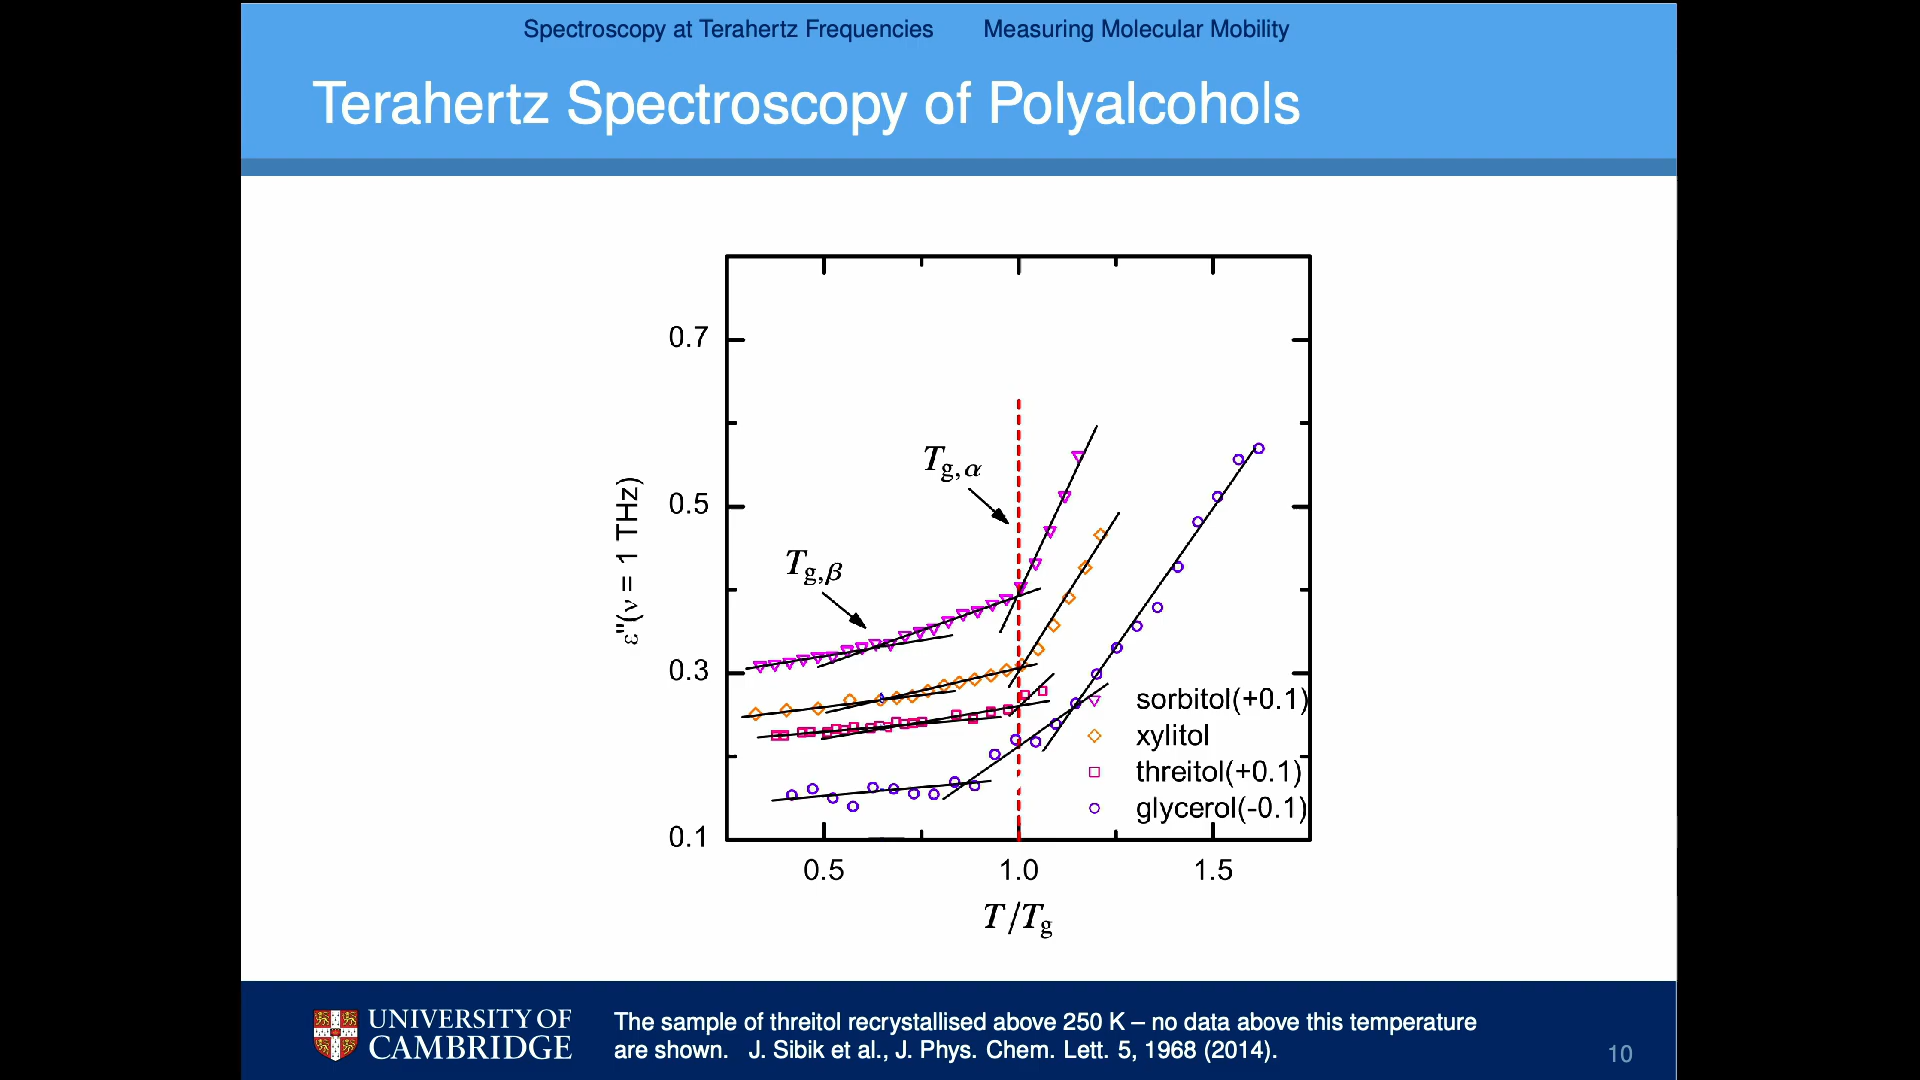 Spectroscopy at Terahertz Frequencies Measuring Molecular Mobility
Terahertz Spectroscopy of Polyalcohols
0.7
0.5
0.3
0.1
ε"(ν = 1 THz)
Tg,α
Tg,β
sorbitol(+0.1)
xylitol
threitol(+0.1)
glycerol(-0.1)
0.5 1.0 1.5
T/Tg
UNIVERSITY OF
CAMBRIDGE
The sample of threitol recrystallised above 250 K – no data above this temperature
are shown. J. Sibik et al., J. Phys. Chem. Lett. 5, 1968 (2014).
10